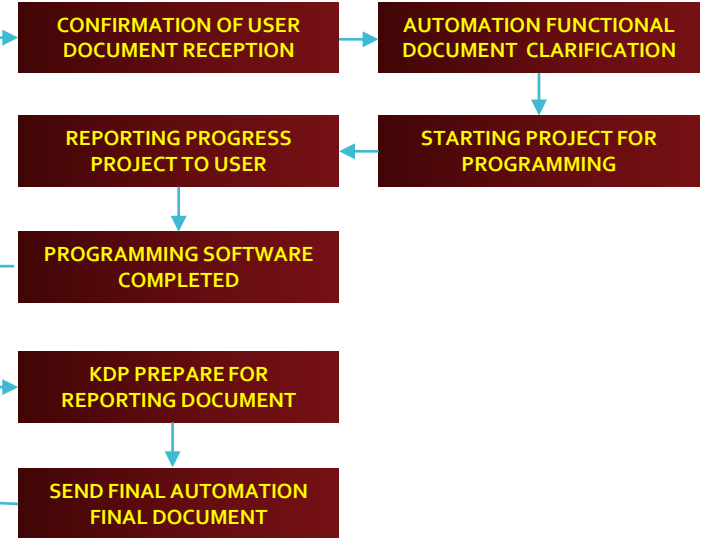 CONFIRMATION OF USER
DOCUMENT RECEPTION
AUTOMATION FUNCTIONAL
DOCUMENT CLARIFICATION
REPORTING PROGRESS
PROJECT TO USER
STARTING PROJECT FOR
PROGRAMMING
PROGRAMMING SOFTWARE
COMPLETED
KDP PREPARE FOR
REPORTING DOCUMENT
SEND FINAL AUTOMATION
FINAL DOCUMENT